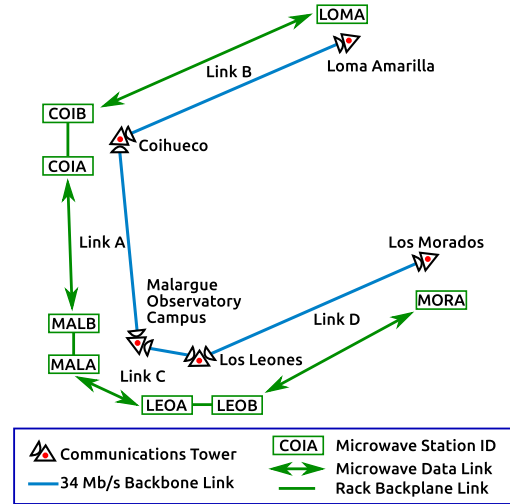 LOMA
Loma Amarilla
Link B
COIB
Coihueco
COIA
Link A
Los Morados
Malargue
Observatory
Campus
MORA
MALB
Link D
MALA
Los Leones
Link C
LEOA
LEOB
Communications Tower
34 Mb/s Backbone Link
COIA
Microwave Station ID
Microwave Data Link
Rack Backplane Link